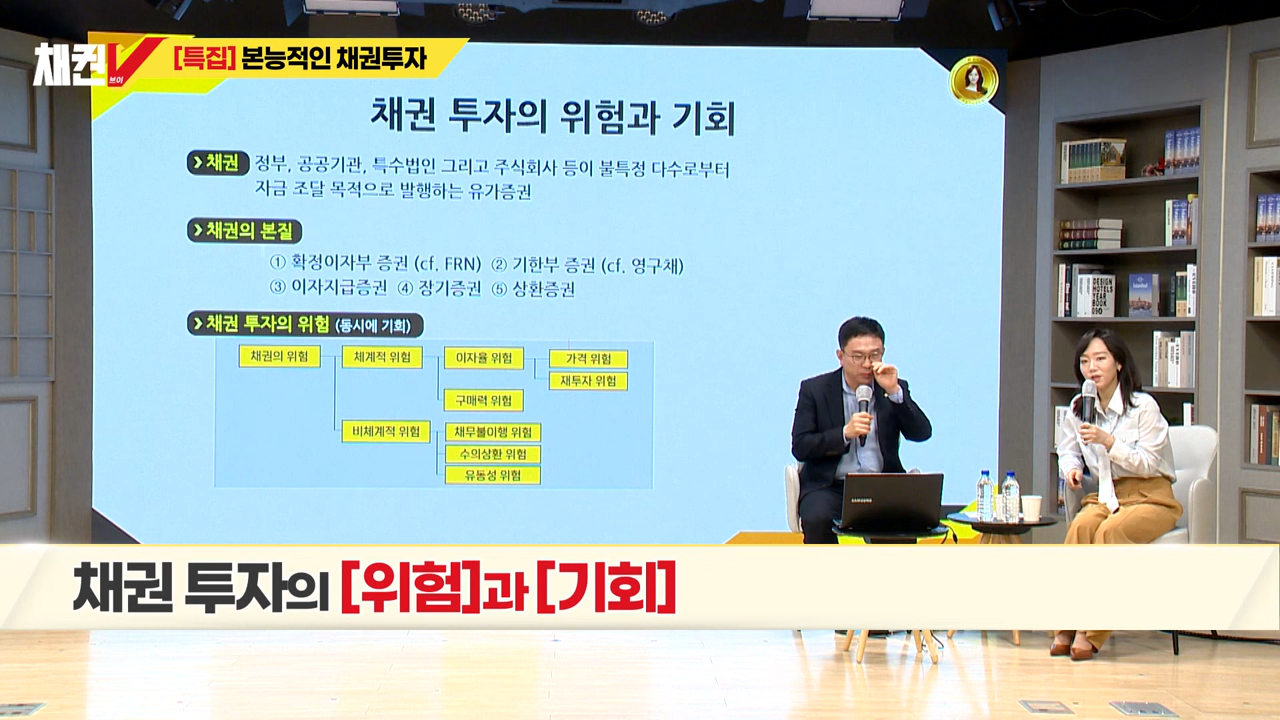 채권V
브이
[특집] 본능적인 채권투자
채권 투자의 위험과 기회
채권 정부, 공공기관, 특수법인 그리고 주식회사 등이 불특정 다수로부터
자금 조달 목적으로 발행하는 유가증권
채권의 본질
① 확정이자부 증권 (cf. FRN) ② 기한부 증권 (cf. 영구채)
③ 이자지급증권 ④ 장기증권 ⑤ 상환증권
채권 투자의 위험 (동시에 기회)
채권의 위험 체계적 위험 이자율 위험 가격 위험
재투자 위험
구매력 위험
비체계적 위험 채무불이행 위험
수의상환 위험
유동성 위험
DESIGN
HOTELS
YEAR
BOOK
090
Istanbul
SAMSUNG
채권 투자의 [위험]과 [기회]